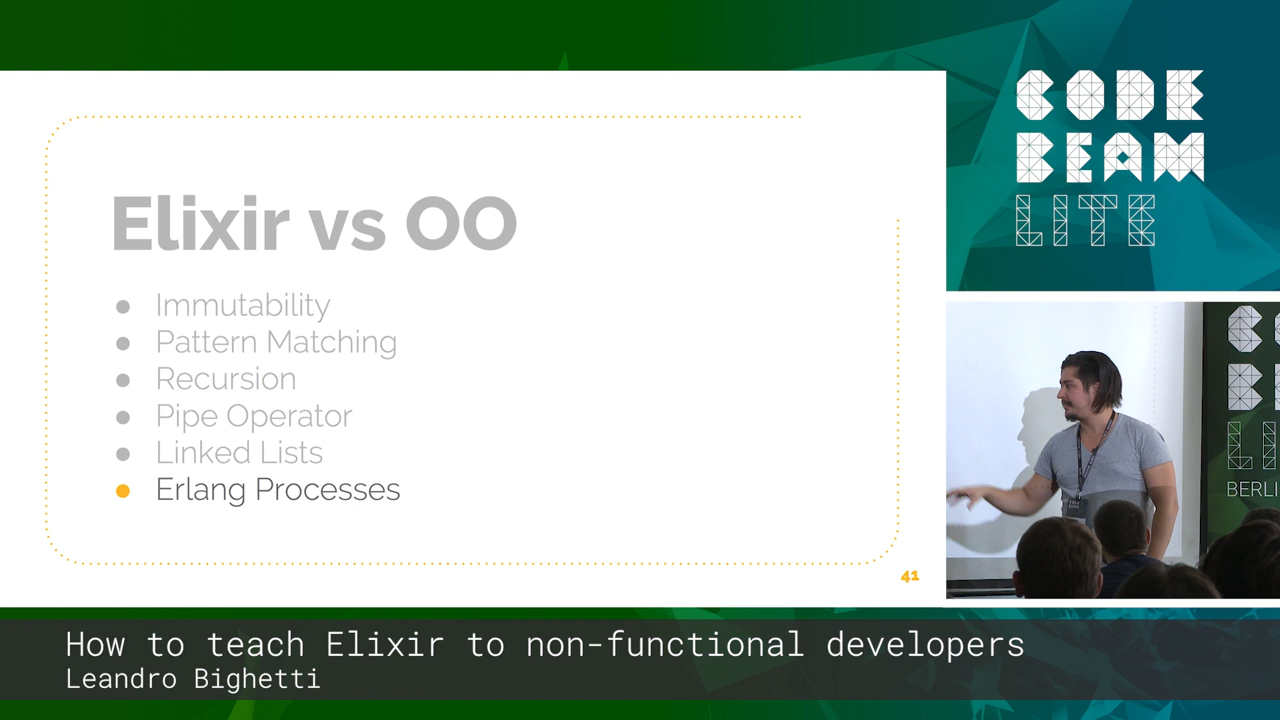 CODE
BEAM
LITE
Elixir vs OO
● Immutability
● Pattern Matching
● Recursion
● Pipe Operator
● Linked Lists
● Erlang Processes
41
BERLI
How to teach Elixir to non-functional developers
Leandro Bighetti